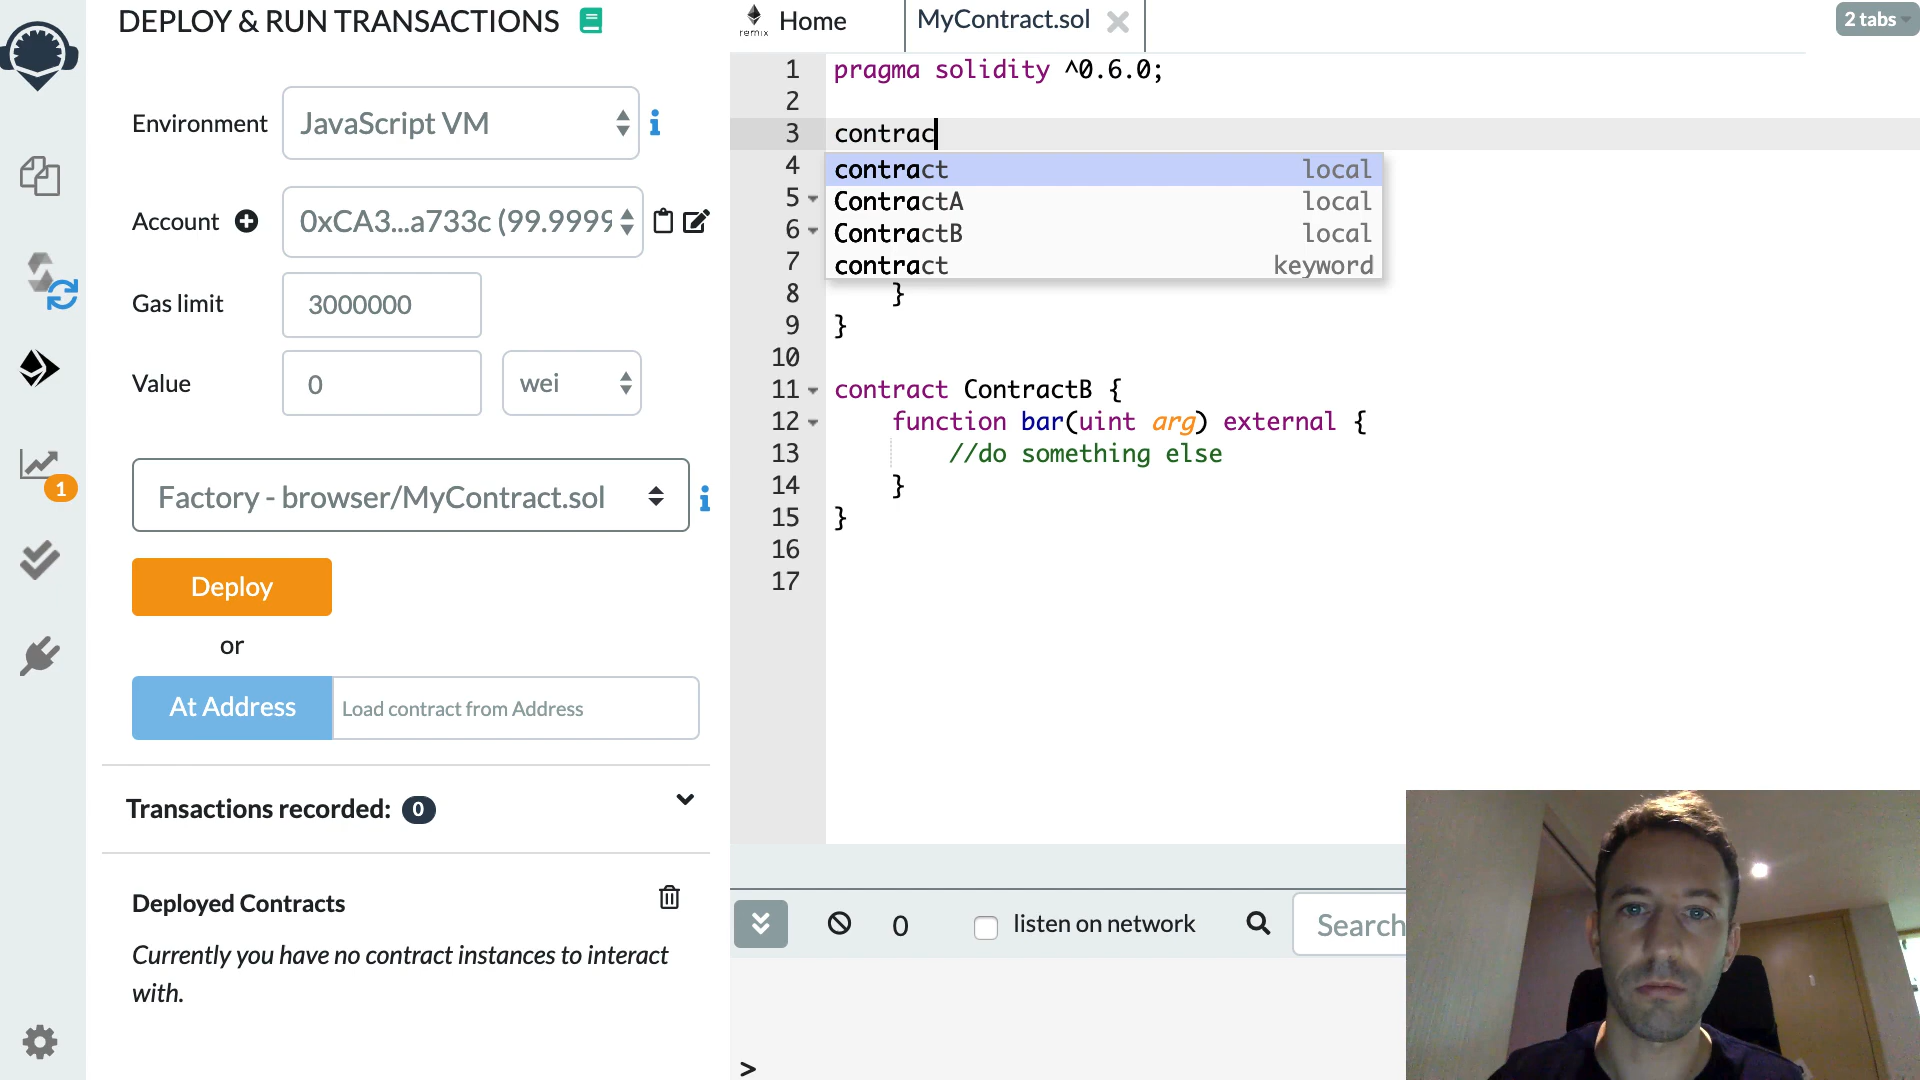 DEPLOY & RUN TRANSACTIONS
Environment
JavaScript VM
Account
0xCA3...a733c (99.9999
Gas limit
3000000
Value
0
wei
1
Factory - browser/MyContract.sol
Deploy
or
At Address
Load contract from Address
Transactions recorded: 0
Deployed Contracts
Currently you have no contract instances to interact
with.
remix
Home
MyContract.sol
2 tabs
1 pragma solidity ^0.6.0;
2
3 contrac
contract local
ContractA local
ContractB local
contract keyword
4
5
6
7
8 }
9 }
10
11 contract ContractB {
12 function bar(uint arg) external {
13 //do something else
14 }
15 }
16
17
0
listen on network
Search
>